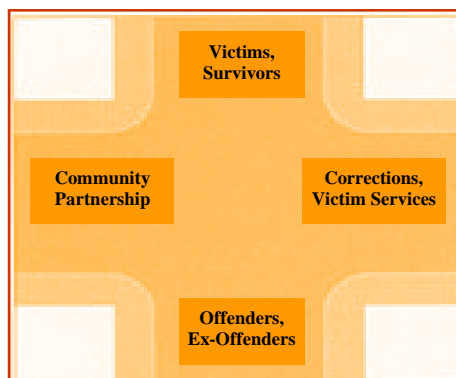 Victims,
Survivors
Community
Partnership
Corrections,
Victim Services
Offenders,
Ex-Offenders